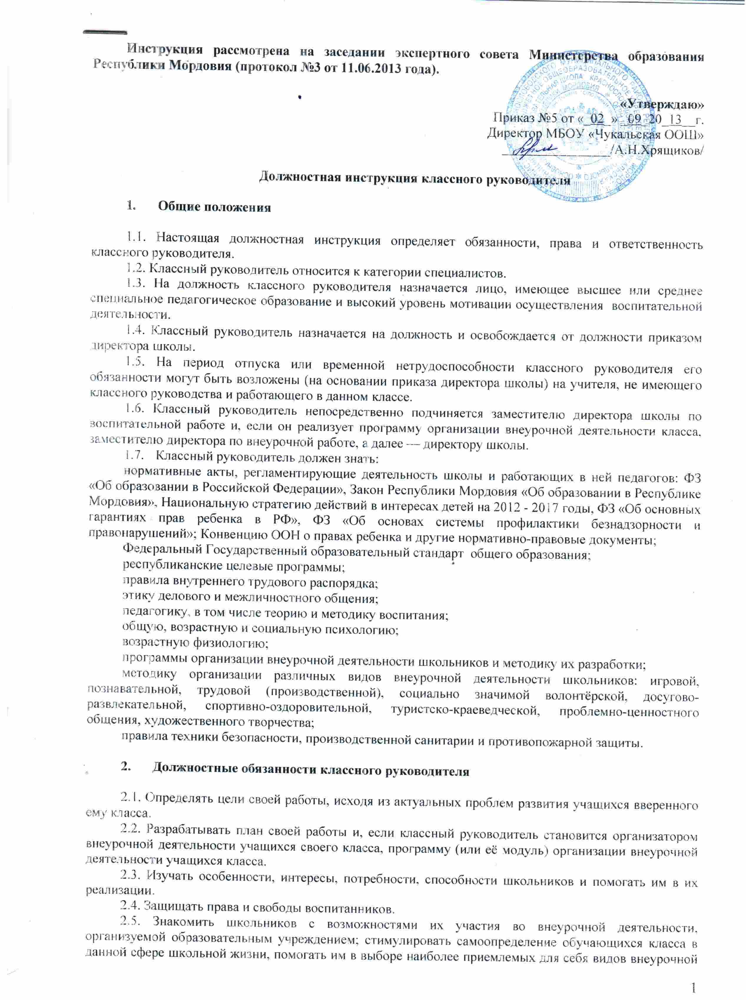 Инструкция рассмотрена на заседании экспертного совета Министерства образования
Республики Мордовия (протокол №3 от 11.06.2013 года).
«Утверждаю»
Приказ №5 от «_02_»_09_20_13__г.
Директор МБОУ «Чукальская ООШ»
________________/А.Н.Хрящиков/
Должностная инструкция классного руководителя
1. Общие положения
1.1. Настоящая должностная инструкция определяет обязанности, права и ответственность
классного руководителя.
1.2. Классный руководитель относится к категории специалистов.
1.3. На должность классного руководителя назначается лицо, имеющее высшее или среднее
специальное педагогическое образование и высокий уровень мотивации осуществления воспитательной
деятельности.
1.4. Классный руководитель назначается на должность и освобождается от должности приказом
директора школы.
1.5. На период отпуска или временной нетрудоспособности классного руководителя его
обязанности могут быть возложены (на основании приказа директора школы) на учителя, не имеющего
классного руководства и работающего в данном классе.
1.6. Классный руководитель непосредственно подчиняется заместителю директора школы по
воспитательной работе и, если он реализует программу организации внеурочной деятельности класса,
заместителю директора по внеурочной работе, а далее — директору школы.
1.7. Классный руководитель должен знать:
нормативные акты, регламентирующие деятельность школы и работающих в ней педагогов: ФЗ
«Об образовании в Российской Федерации», Закон Республики Мордовия «Об образовании в Республике
Мордовия», Национальную стратегию действий в интересах детей на 2012 - 2017 годы, ФЗ «Об основных
гарантиях прав ребенка в РФ», ФЗ «Об основах системы профилактики безнадзорности и
правонарушений»; Конвенцию ООН о правах ребенка и другие нормативно-правовые документы;
Федеральный Государственный образовательный стандарт общего образования;
республиканские целевые программы;
правила внутреннего трудового распорядка;
этику делового и межличностного общения;
педагогику, в том числе теорию и методику воспитания;
общую, возрастную и социальную психологию;
возрастную физиологию;
программы организации внеурочной деятельности школьников и методику их разработки;
методику организации различных видов внеурочной деятельности школьников: игровой,
познавательной, трудовой (производственной), социально значимой волонтёрской, досугово-
развлекательной, спортивно-оздоровительной, туристско-краеведческой, проблемно-ценностного
общения, художественного творчества;
правила техники безопасности, производственной санитарии и противопожарной защиты.
2. Должностные обязанности классного руководителя
2.1. Определять цели своей работы, исходя из актуальных проблем развития учащихся вверенного
ему класса.
2.2. Разрабатывать план своей работы и, если классный руководитель становится организатором
внеурочной деятельности учащихся своего класса, программу (или её модуль) организации внеурочной
деятельности учащихся класса.
2.3. Изучать особенности, интересы, потребности, способности школьников и помогать им в их
реализации.
2.4. Защищать права и свободы воспитанников.
2.5. Знакомить школьников с возможностями их участия во внеурочной деятельности,
организуемой образовательным учреждением; стимулировать самоопределение обучающихся класса в
данной сфере школьной жизни, помогать им в выборе наиболее приемлемых для себя видов внеурочной
1